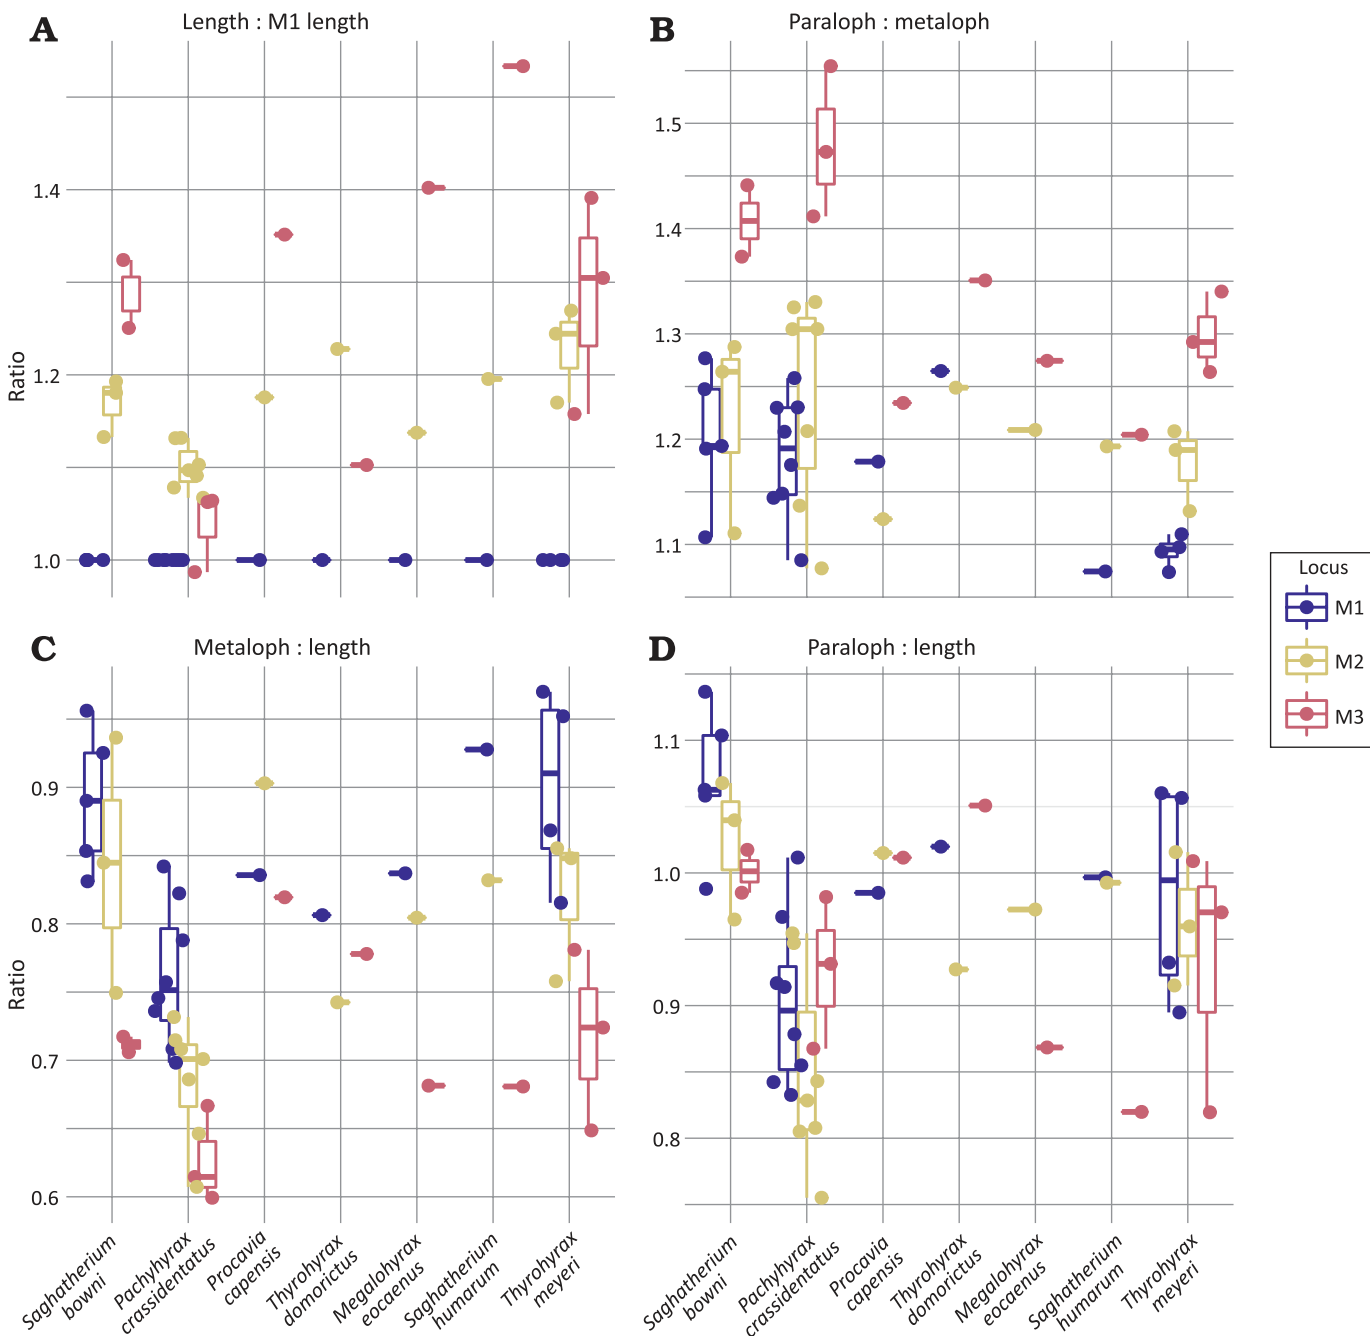 A
Length : M1 length
B
Paraloph : metaloph
Ratio
1.4
1.2
1.0
1.5
1.4
1.3
1.2
1.1
Locus
M1
M2
M3
C
Metaloph : length
D
Paraloph : length
Ratio
0.9
0.8
0.7
0.6
1.1
1.0
0.9
0.8
Saghatherium
bowni
Pachyhyrax
crassidentatus
Procavia
capensis
Thyrohyrax
domorictus
Megalohyrax
eocaenus
Saghatherium
humarum
Thyrohyrax
meyeri
Saghatherium
bowni
Pachyhyrax
crassidentatus
Procavia
capensis
Thyrohyrax
domorictus
Megalohyrax
eocaenus
Saghatherium
humarum
Thyrohyrax
meyeri